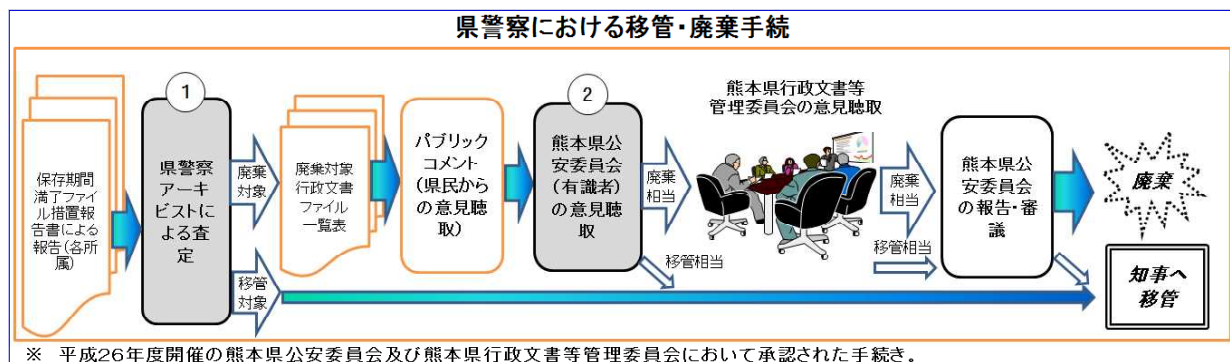 県警察における移管・廃棄手続
保存期間
満了ファイ
ル措置報
告書による
報告（各所
属）
①
県警察
アーキ
ビストに
よる査
定
廃棄
対象
移管
対象
廃棄対象
行政文書
ファイル
一覧表
パブリック
コメント
（県民から
の意見聴
取）
②
熊本県公
安委員会
（有識者）
の意見聴
取
廃棄
相当
移管相当
熊本県行政文書等
管理委員会の意見聴取
廃棄
相当
移管相当
熊本県公
安委員会
の報告・審
議
廃棄
知事へ
移管
※　平成26年度開催の熊本県公安委員会及び熊本県行政文書等管理委員会において承認された手続き。